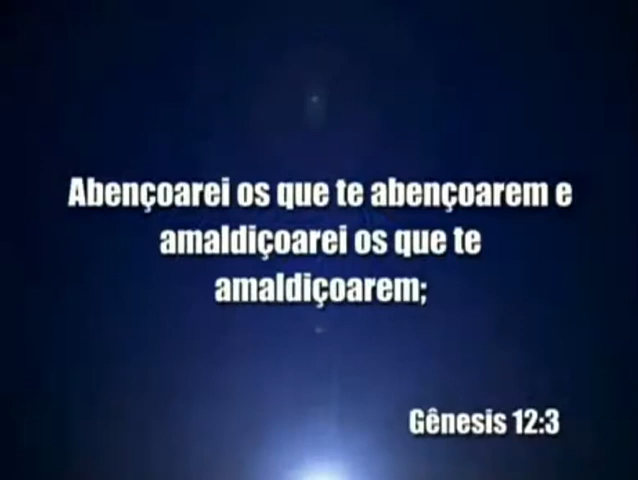 Abençoarei os que te abençoarem e
amaldiçoarei os que te
amaldiçoarem;
Gênesis 12:3